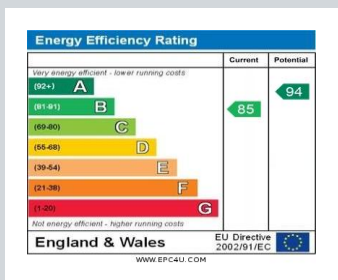 Energy Efficiency Rating
Current Potential
Very energy efficient - lower running costs
(92+) A
94
(81-91) B
85
(69-80) C
(55-68) D
(39-54) E
(21-38) F
(1-20) G
Not energy efficient - higher running costs
England & Wales
EU Directive
2002/91/EC
WWW.EPC4U.COM